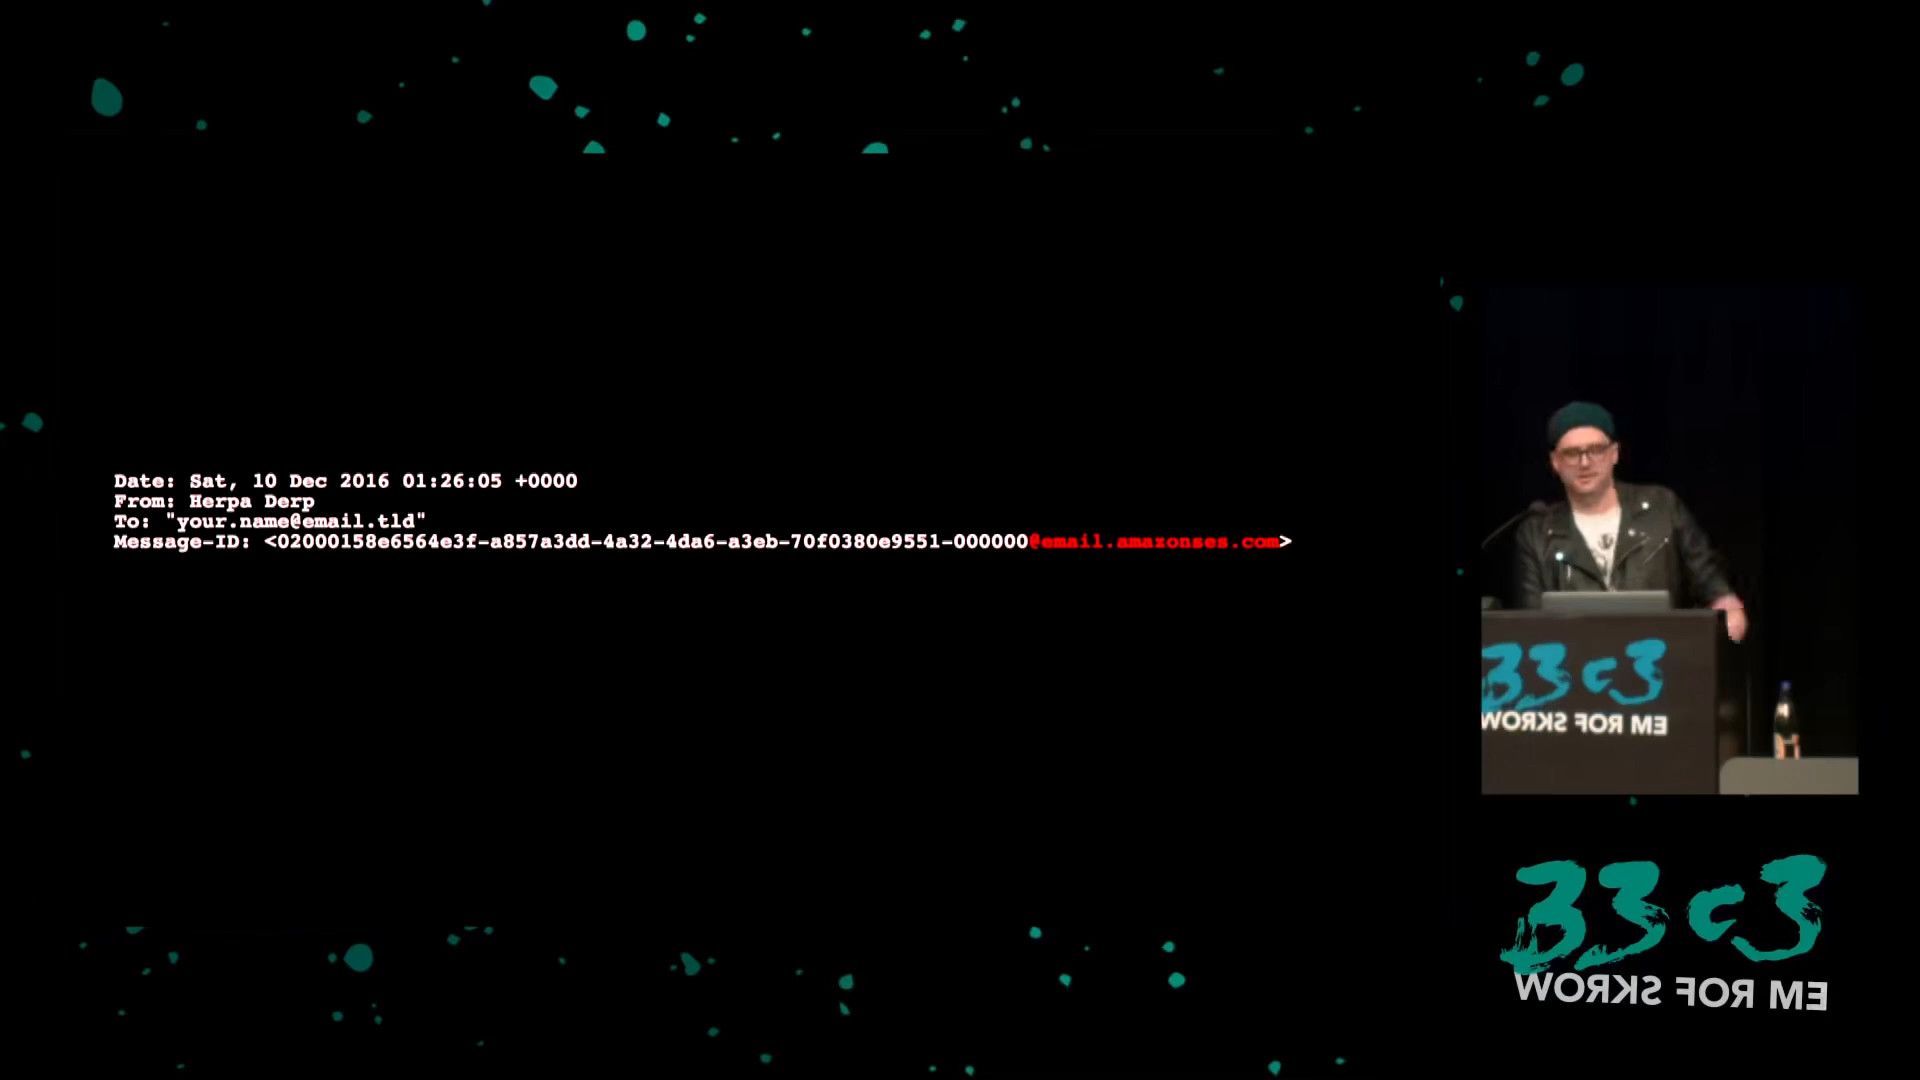 Date: Sat, 10 Dec 2016 01:26:05 +0000
From: Herpa Derp
To: "your.name@email.tld"
Message-ID: <02000158e6564e3f-a857a3dd-4a32-4da6-a3eb-70f0380e9551-000000@email.amazonses.com>
33c3
WORKS FOR ME
33c3
WORKS FOR ME